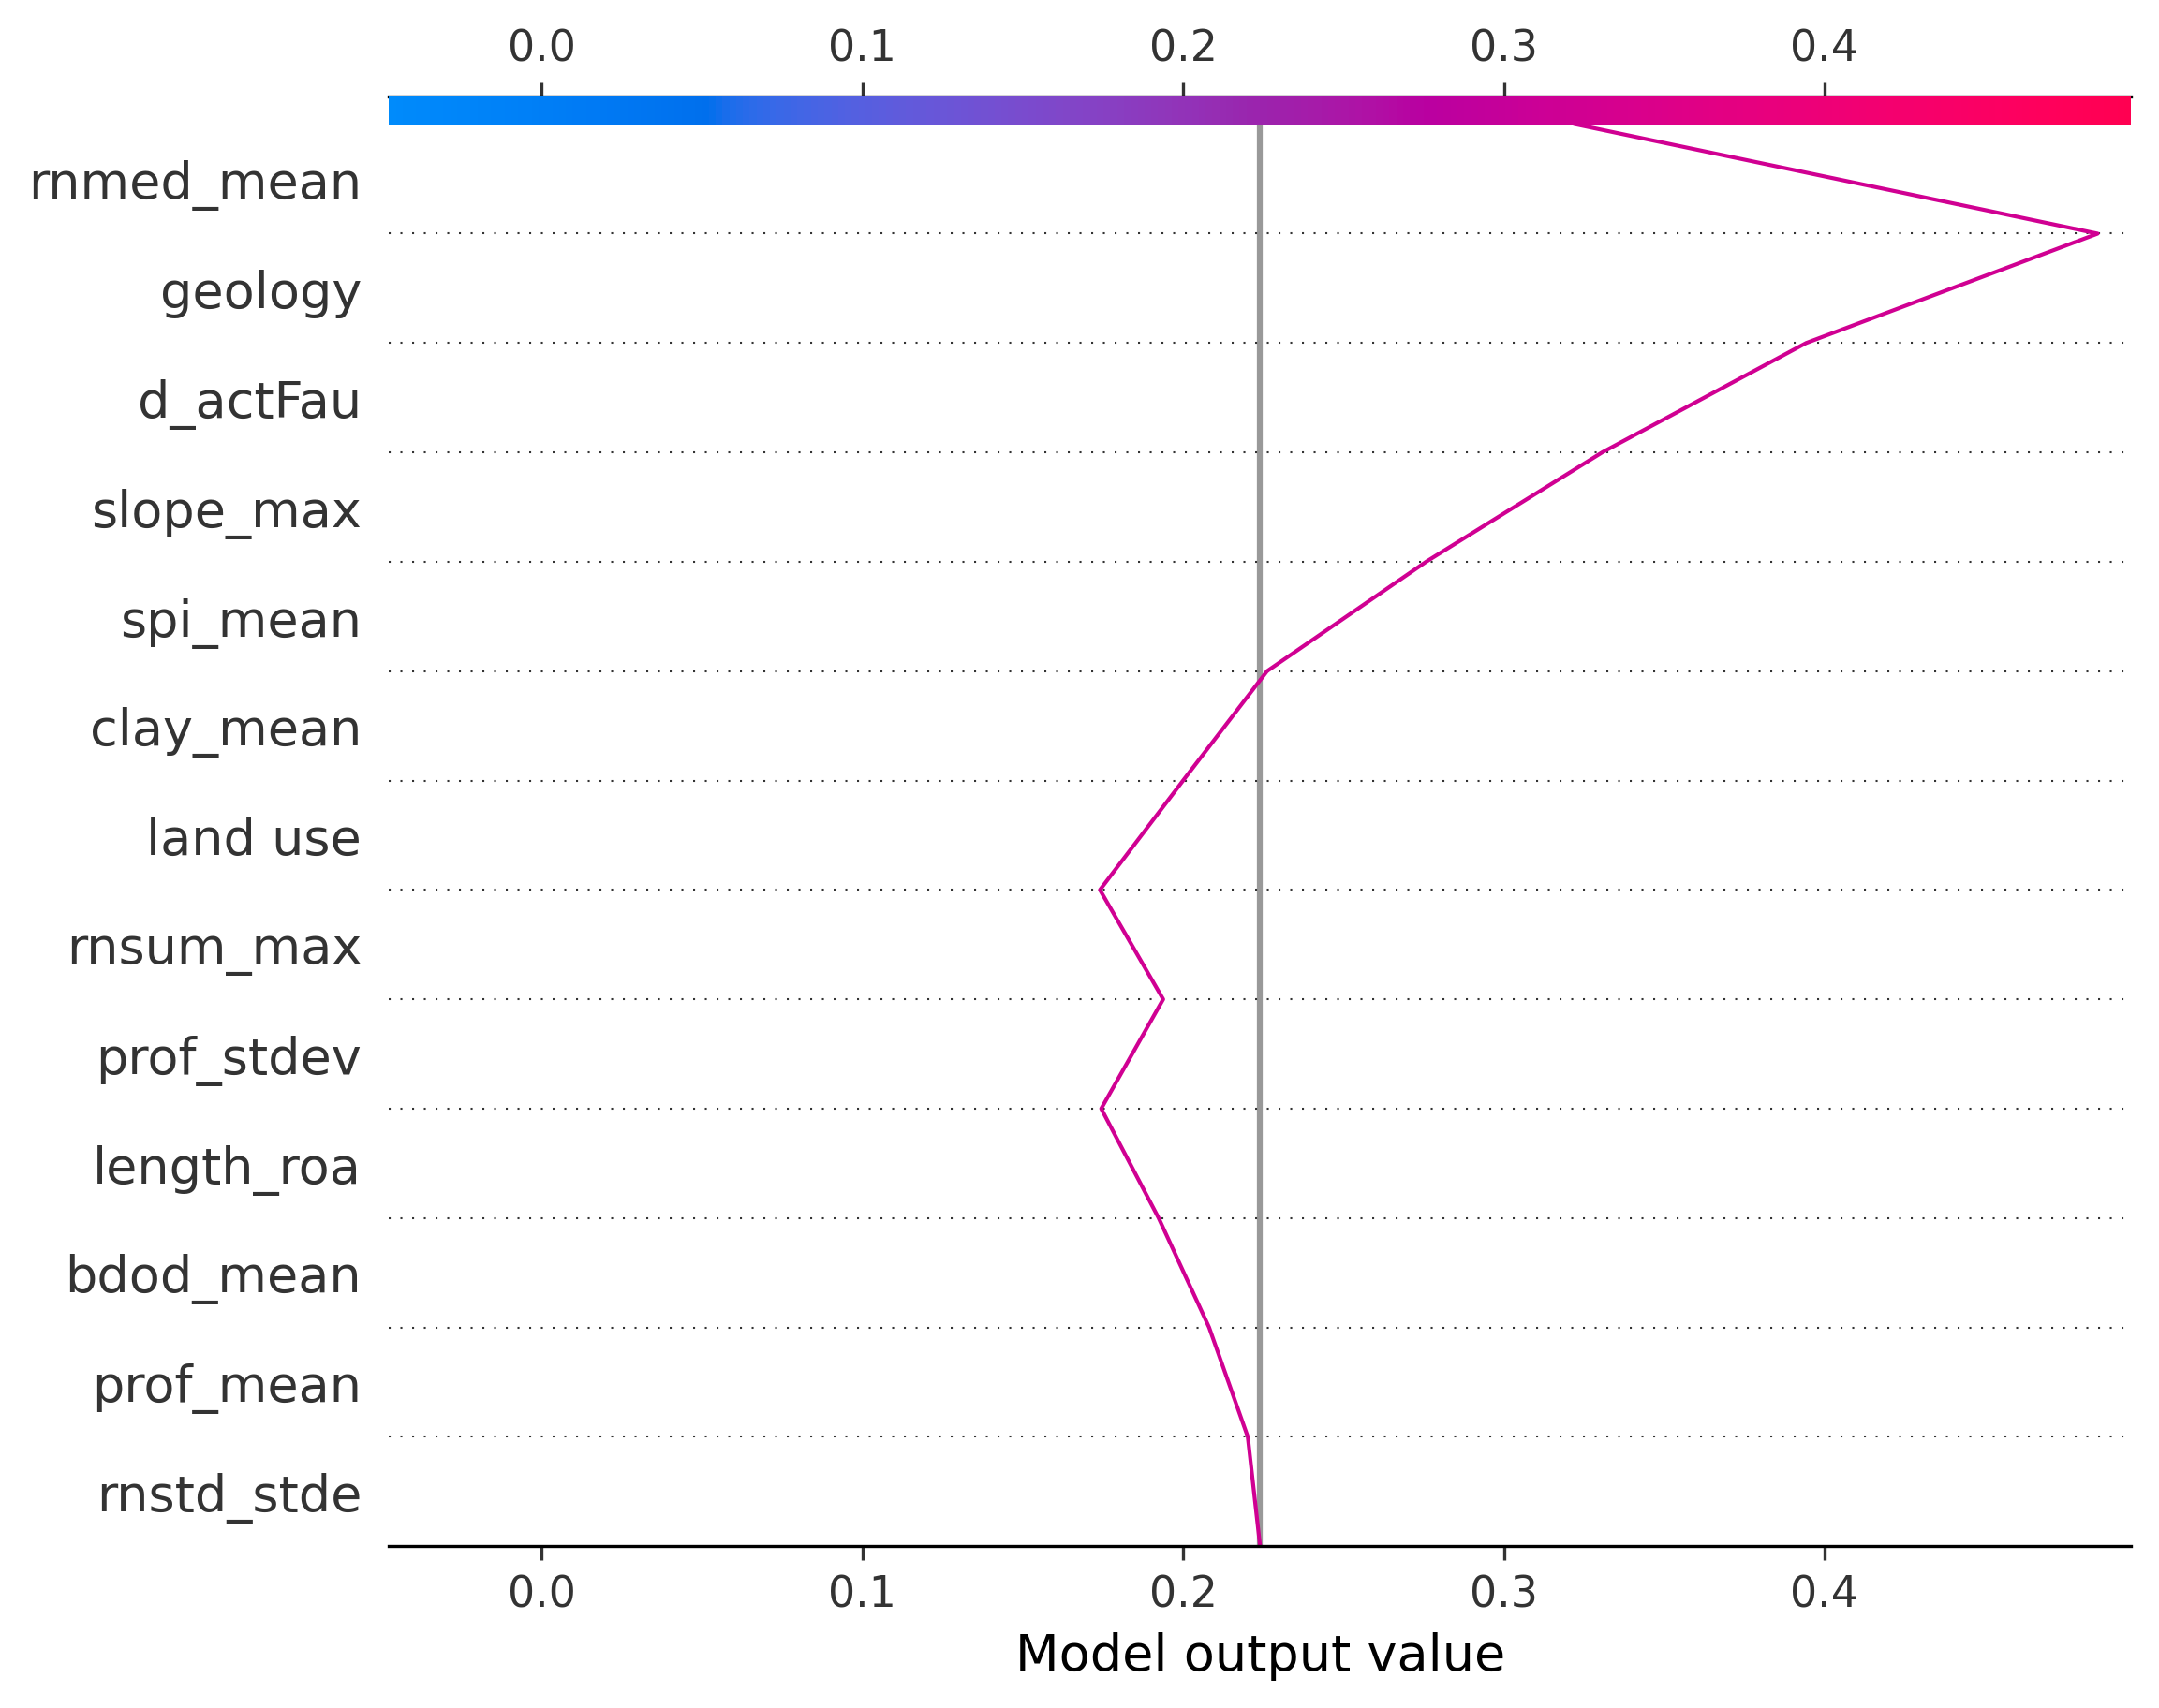 0.0 0.1 0.2 0.3 0.4
rnmed_mean
geology
d_actFau
slope_max
spi_mean
clay_mean
land use
rnsum_max
prof_stdev
length_roa
bdod_mean
prof_mean
rnstd_stde
0.0 0.1 0.2 0.3 0.4
Model output value